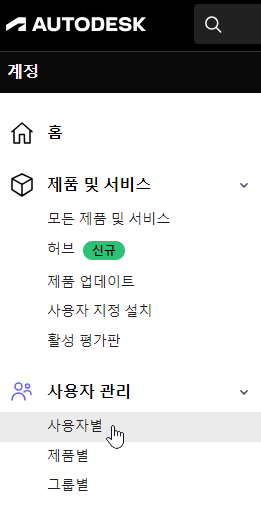 AUTODESK
계정
홈
제품 및 서비스
모든 제품 및 서비스
허브 신규
제품 업데이트
사용자 지정 설치
활성 평가판
사용자 관리
사용자별
제품별
그룹별